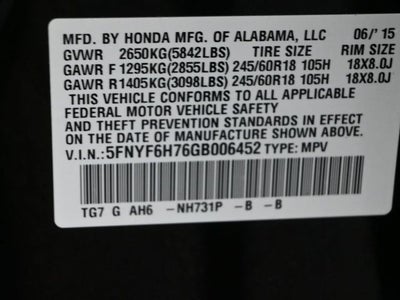 MFD. BY HONDA MFG. OF ALABAMA, LLC 06/'15
GVWR 2650KG(5842LBS) TIRE SIZE RIM SIZE
GAWR F 1295KG(2855LBS) 245/60R18 105H 18X8.0J
GAWR R1405KG(3098LBS) 245/60R18 105H 18X8.0J
THIS VEHICLE CONFORMS TO ALL APPLICABLE
FEDERAL MOTOR VEHICLE SAFETY AND
THEFT PREVENTION STANDARDS IN EFFECT ON
THE DATE OF MANUFACTURE SHOWN ABOVE.
V.I.N.:5FNYF6H76GB006452 TYPE: MPV
TG7 G AH6 -NH731P -B -B